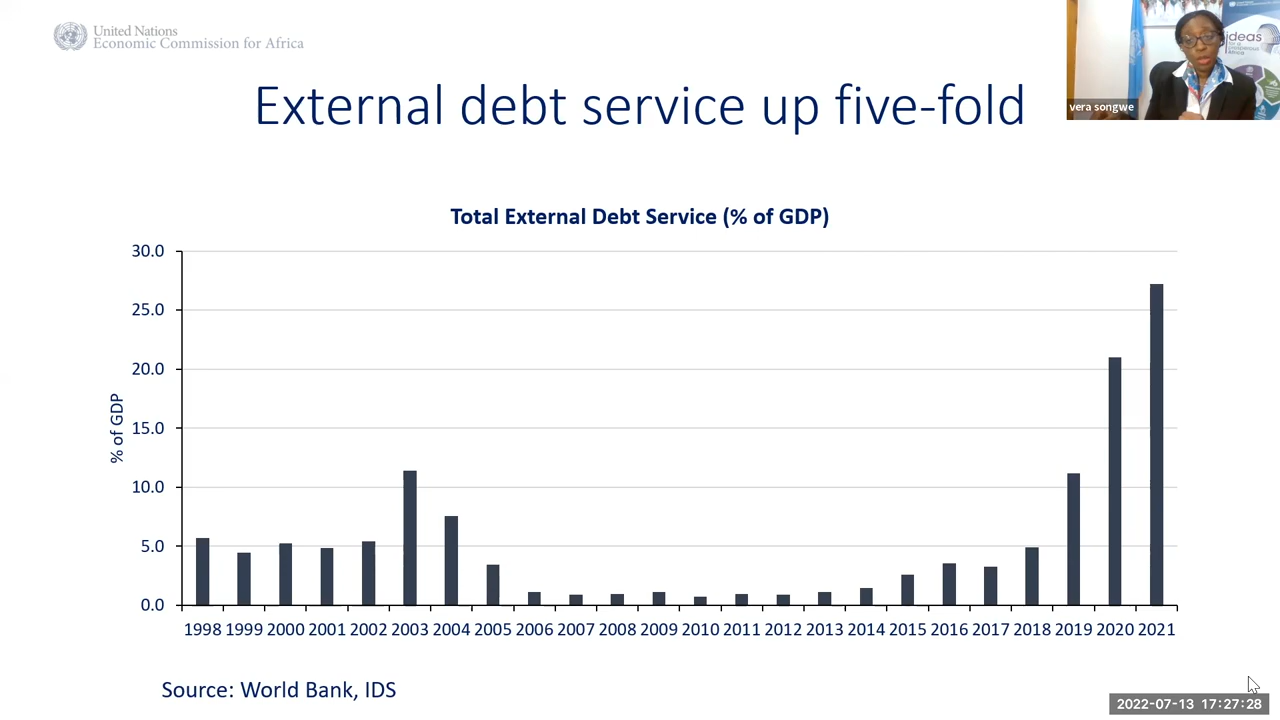 United Nations
Economic Commission for Africa
ideas
vera songwe
External debt service up five-fold
Total External Debt Service (% of GDP)
% of GDP
30.0
25.0
20.0
15.0
10.0
5.0
0.0
1998 1999 2000 2001 2002 2003 2004 2005 2006 2007 2008 2009 2010 2011 2012 2013 2014 2015 2016 2017 2018 2019 2020 2021
Source: World Bank, IDS
2022-07-13 17:27:28